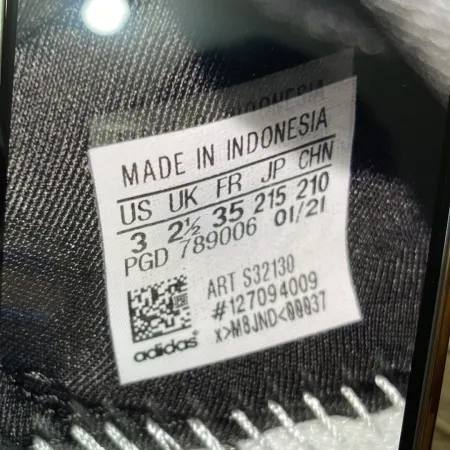 MADE IN INDONESIA
US UK FR JP CHN
3 2½ 35 215 210
PGD 789006 01/21
ART S32130
#127094009
X>M8JND<00037
adidas